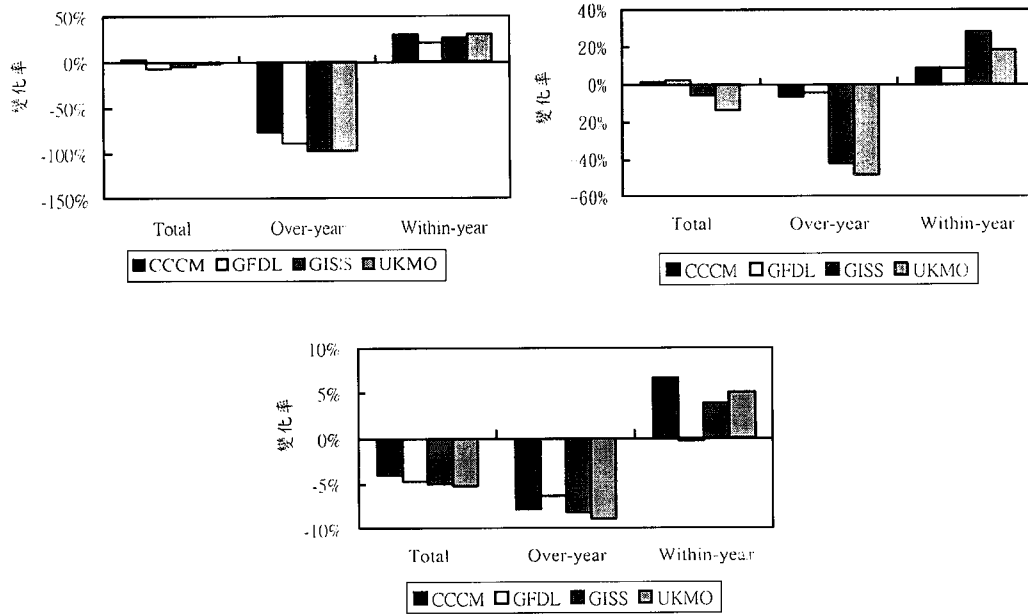 50%
0%
-50%
-100%
-150%
變化率
Total Over-year Within-year
CCCM GFDL GISS UKMO
40%
20%
0%
20%
-40%
-60%
變化率
Total Over-year Within-year
CCCM GFDL GISS UKMO
10%
5%
0%
-5%
-10%
變化率
Total Over-year Within-year
CCCM GFDL GISS UKMO